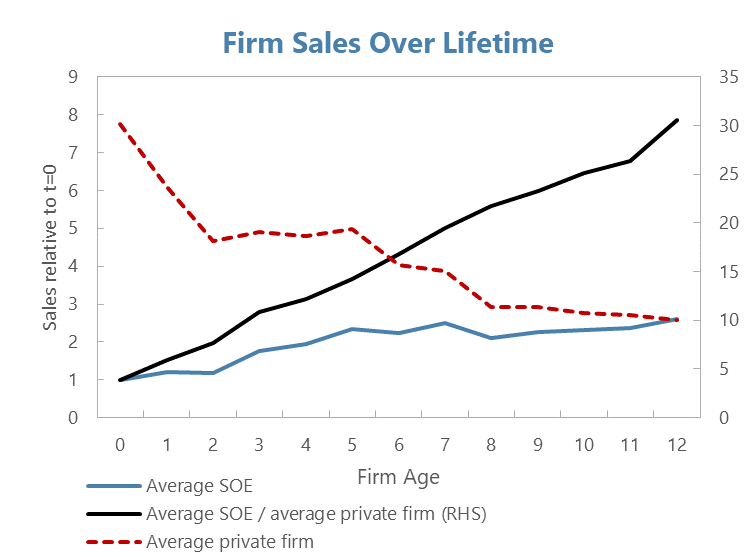 Firm Sales Over Lifetime
9 35
8 30
7 25
6
5 20
4 15
3 10
2
1 5
0 0
Sales relative to t=0
0 1 2 3 4 5 6 7 8 9 10 11 12
Firm Age
Average SOE
Average SOE / average private firm (RHS)
Average private firm